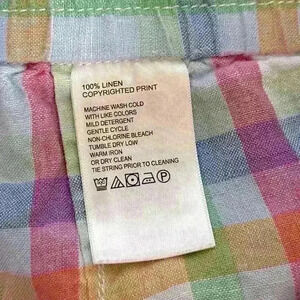 100% LINEN
COPYRIGHTED PRINT
MACHINE WASH COLD
WITH LIKE COLORS
MILD DETERGENT
GENTLE CYCLE
NON-CHLORINE BLEACH
TUMBLE DRY LOW
WARM IRON
OR DRY CLEAN
TIE STRING PRIOR TO CLEANING
P